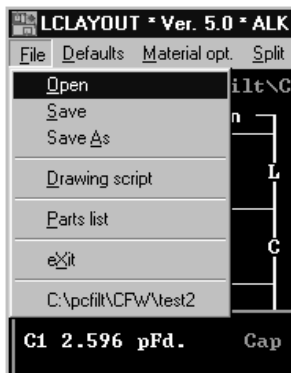 LCLAYOUT * Ver. 5.0 * ALK
File Defaults Material opt. Split
Open
ilt\C
Save
n
Save As
L
Drawing script
Parts list
C
eXit
C:\pcfilt\CFW\test2
C1 2.596 pFd. Cap